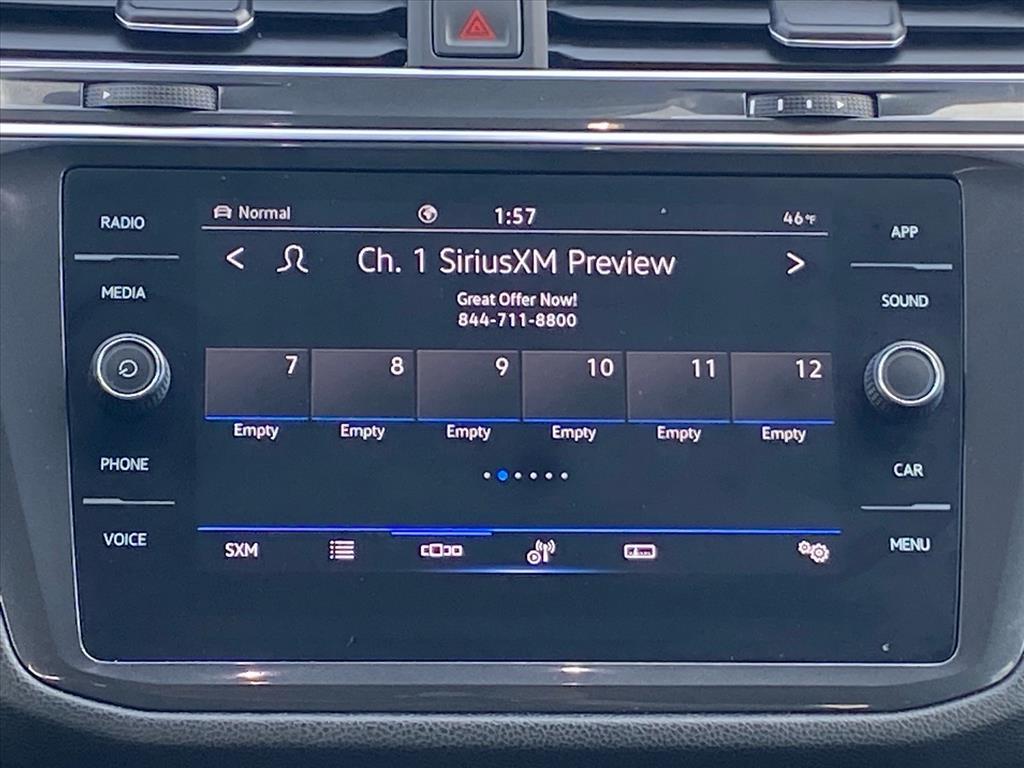 RADIO
MEDIA
PHONE
VOICE
Normal
1:57
46°F
< Ch. 1 SiriusXM Preview >
Great Offer Now!
844-711-8800
7 8 9 10 11 12
Empty Empty Empty Empty Empty Empty
SXM
APP
SOUND
CAR
MENU